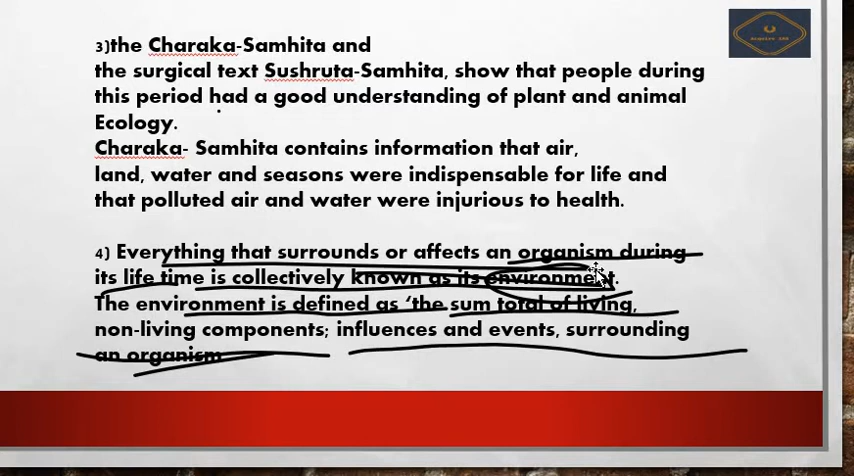 3)the Charaka-Samhita and
the surgical text Sushruta-Samhita, show that people during
this period had a good understanding of plant and animal
Ecology.
Charaka- Samhita contains information that air,
land, water and seasons were indispensable for life and
that polluted air and water were injurious to health.
4) Everything that surrounds or affects an organism during
its life time is collectively known as its environment.
The environment is defined as ‘the sum total of living,
non-living components; influences and events, surrounding
an organism